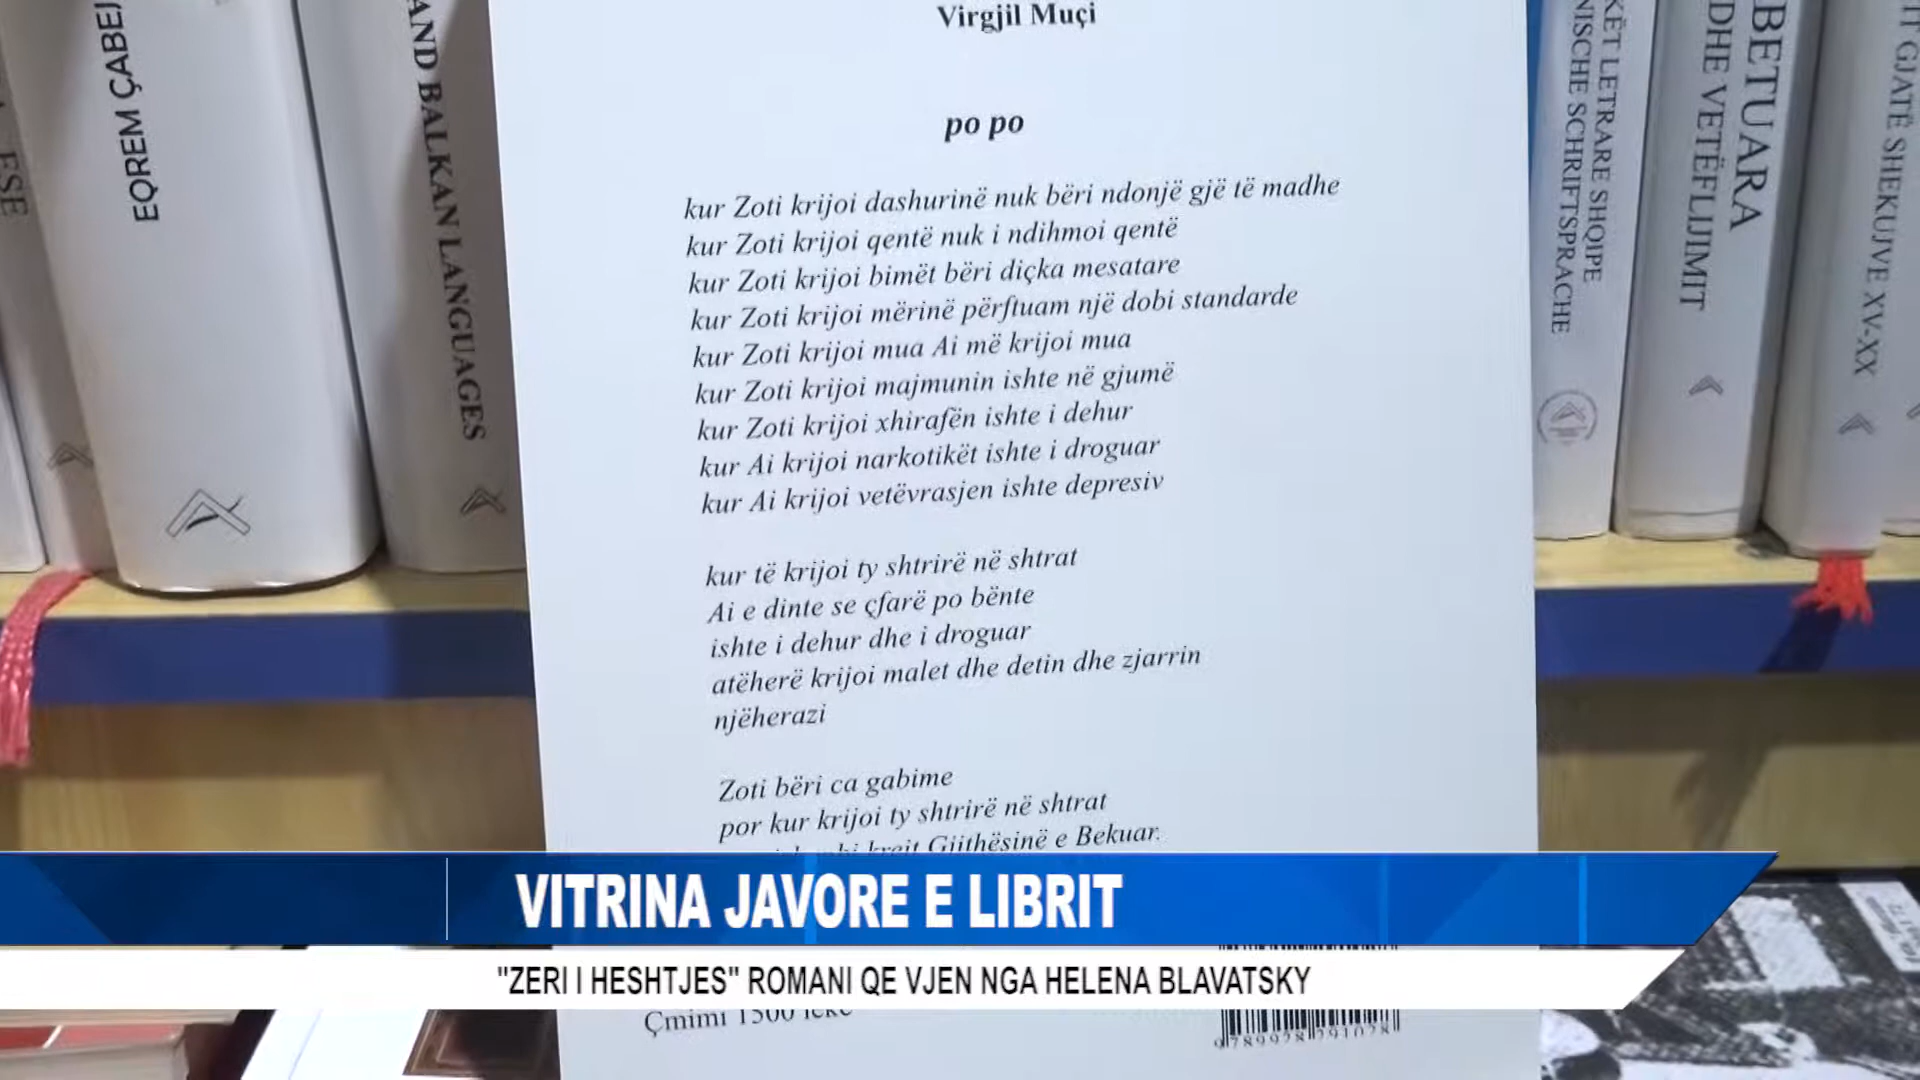 Virgjil Muçi
po po
kur Zoti krijoi dashurinë nuk bëri ndonjë gjë të madhe
kur Zoti krijoi qentë nuk i ndihmoi qentë
kur Zoti krijoi bimët bëri diçka mesatare
kur Zoti krijoi mërinë përftuam një dobi standarde
kur Zoti krijoi mua Ai më krijoi mua
kur Zoti krijoi majmunin ishte në gjumë
kur Zoti krijoi xhirafën ishte i dehur
kur Ai krijoi narkotikët ishte i droguar
kur Ai krijoi vetëvrasjen ishte depresiv
kur të krijoi ty shtrirë në shtrat
Ai e dinte se çfarë po bënte
ishte i dehur dhe i droguar
atëherë krijoi malet dhe detin dhe zjarrin
njëherazi
Zoti bëri ca gabime
por kur krijoi ty shtrirë në shtrat
krejt Gjithësinë e Bekuar.
VITRINA JAVORE E LIBRIT
"ZERI I HESHTJES" ROMANI QE VJEN NGA HELENA BLAVATSKY
Çmimi 1500 lekë
ESE
EQREM ÇABEJ
AND BALKAN LANGUAGES
LETRARE SHQIPE
NISCHE SCHRIFTSPRACHE
BETUARA
DHE VETËFLIJIMIT
GJATË SHEKUJVE XV-XX